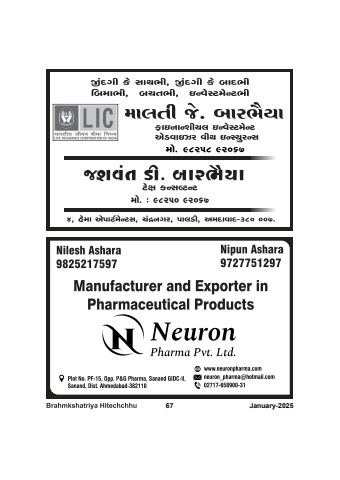 જીંદગી કે સાથભી, જીંદગી કે બાદભી
બિમાભી, બચતભી, ઇન્વેસ્ટમેન્ટભી
LIC
भारतीय जीवन बीमा निगम
LIFE INSURANCE CORPORATION OF INDIA
માલતી જે. બારભૈયા
ફાઇનાન્શીયલ ઇન્વેસ્ટમેન્ટ
એડવાઇઝર વીથ ઇન્સ્યુરન્સ
મો. ૯૮૨૫૮ ૯૨૦૬૭
જશવંત ડી. બારભૈયા
ટેક્ષ કન્સલ્ટન્ટ
મો. : ૯૮૨૫૦ ૯૨૦૬૭
૪, હેમા એપાર્ટમેન્ટસ, ચંદ્રનગર, પાલડી, અમદાવાદ-૩૮૦ ૦૦૭.
Nilesh Ashara
9825217597
Nipun Ashara
9727751297
Manufacturer and Exporter in
Pharmaceutical Products
N
Neuron
Pharma Pvt. Ltd.
www.neuronpharma.com
neuron_pharma@hotmail.com
02717-658900-31
Plot No. PF-15, Opp. P&G Pharma, Sanand GIDC-II,
Sanand, Dist. Ahmedabad-382110
Brahmkshatriya Hitechchhu 67 January-2025